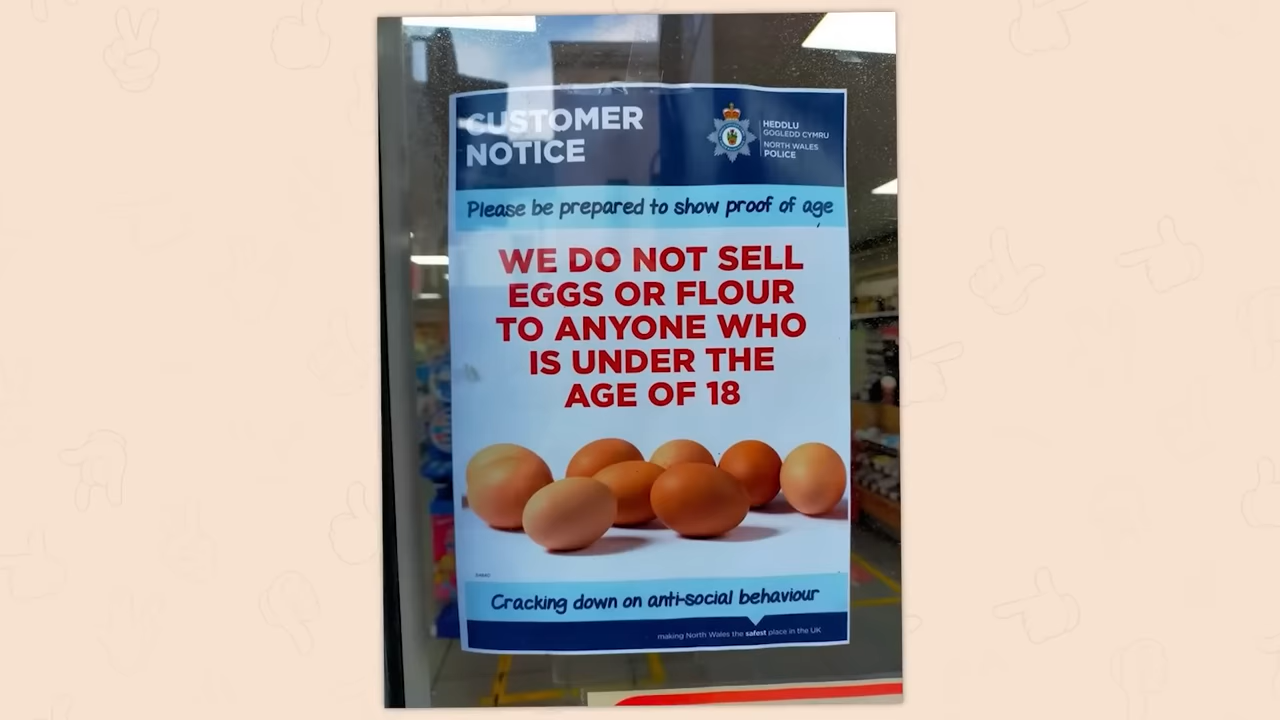 CUSTOMER
NOTICE
HEDDLU
GOGLEDD CYMRU
NORTH WALES
POLICE
Please be prepared to show proof of age
WE DO NOT SELL
EGGS OR FLOUR
TO ANYONE WHO
IS UNDER THE
AGE OF 18
Cracking down on anti-social behaviour
making North Wales the safest place in the UK